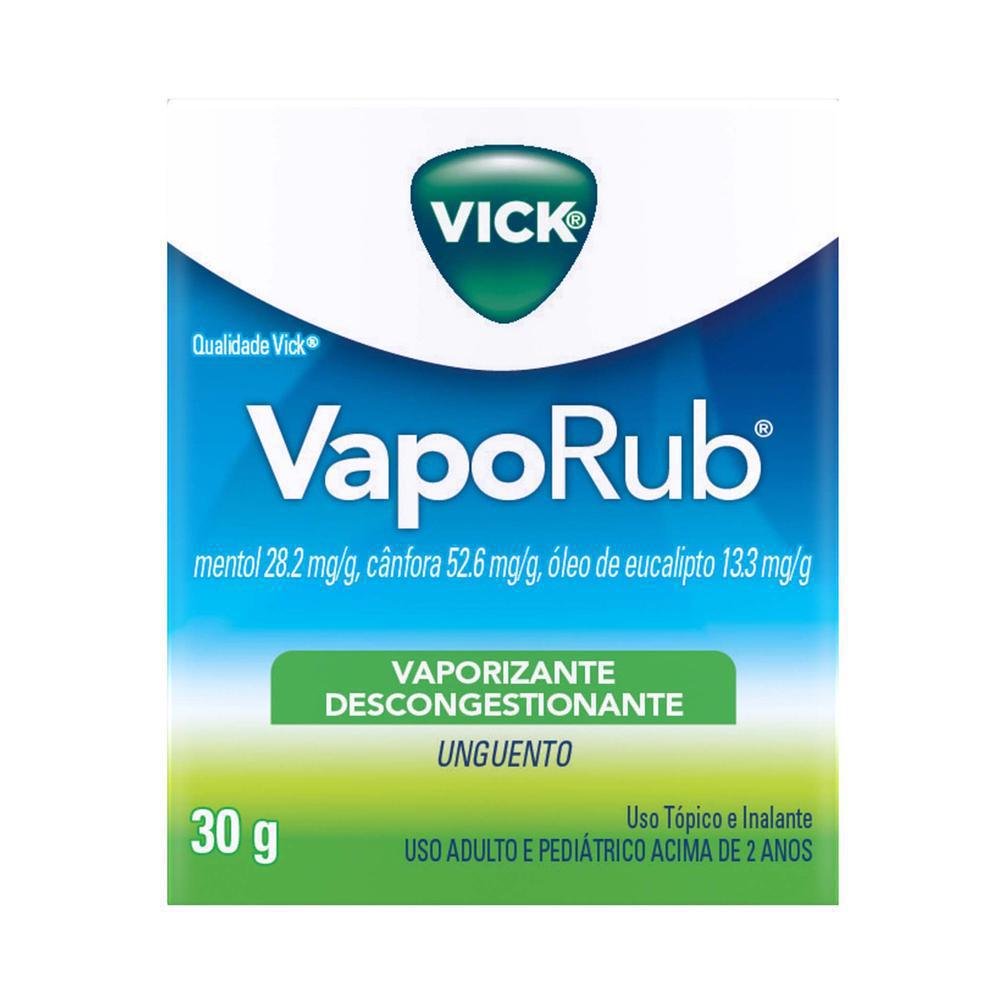 VICK®
Qualidade Vick®
VapoRub®
mentol 28.2 mg/g, cânfora 52.6 mg/g, óleo de eucalipto 13.3 mg/g
VAPORIZANTE
DESCONGESTIONANTE
UNGUENTO
30 g
Uso Tópico e Inalante
USO ADULTO E PEDIÁTRICO ACIMA DE 2 ANOS